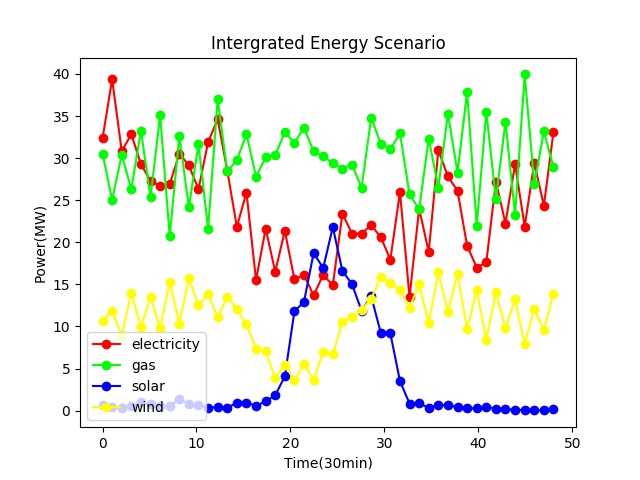 Intergrated Energy Scenario
Power(MW)
40
35
30
25
20
15
10
5
0
electricity
gas
solar
wind
0 10 20 30 40 50
Time(30min)